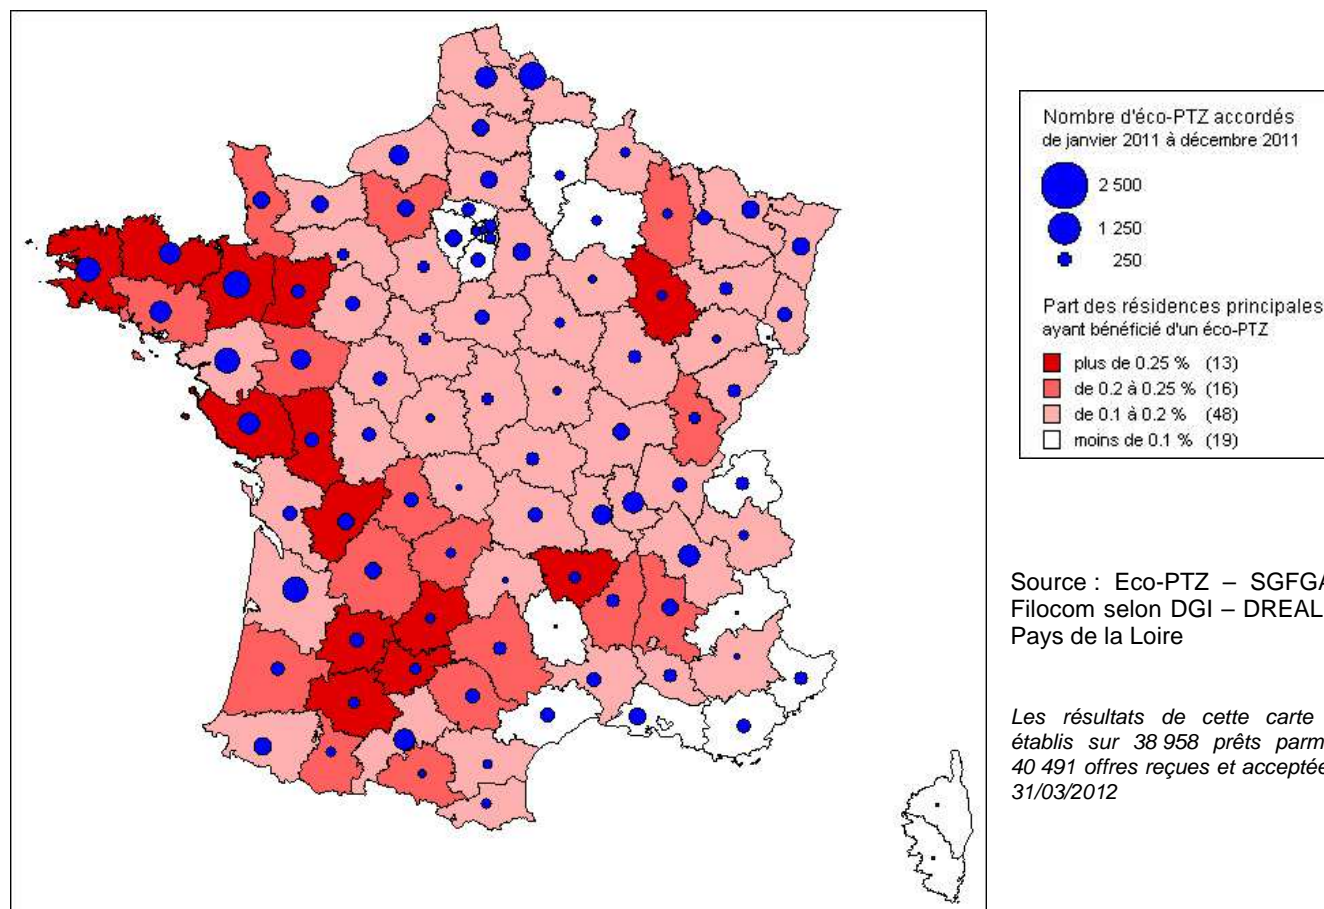 Nombre d'éco-PTZ accordés
de janvier 2011 à décembre 2011
2 500
1 250
250
Part des résidences principales
ayant bénéficié d'un éco-PTZ
plus de 0.25 % (13)
de 0.2 à 0.25 % (16)
de 0.1 à 0.2 % (48)
moins de 0.1 % (19)
Source : Eco-PTZ – SGFGA
Filocom selon DGI – DREAL
Pays de la Loire
Les résultats de cette carte
établis sur 38 958 prêts parm
40 491 offres reçues et acceptée
31/03/2012